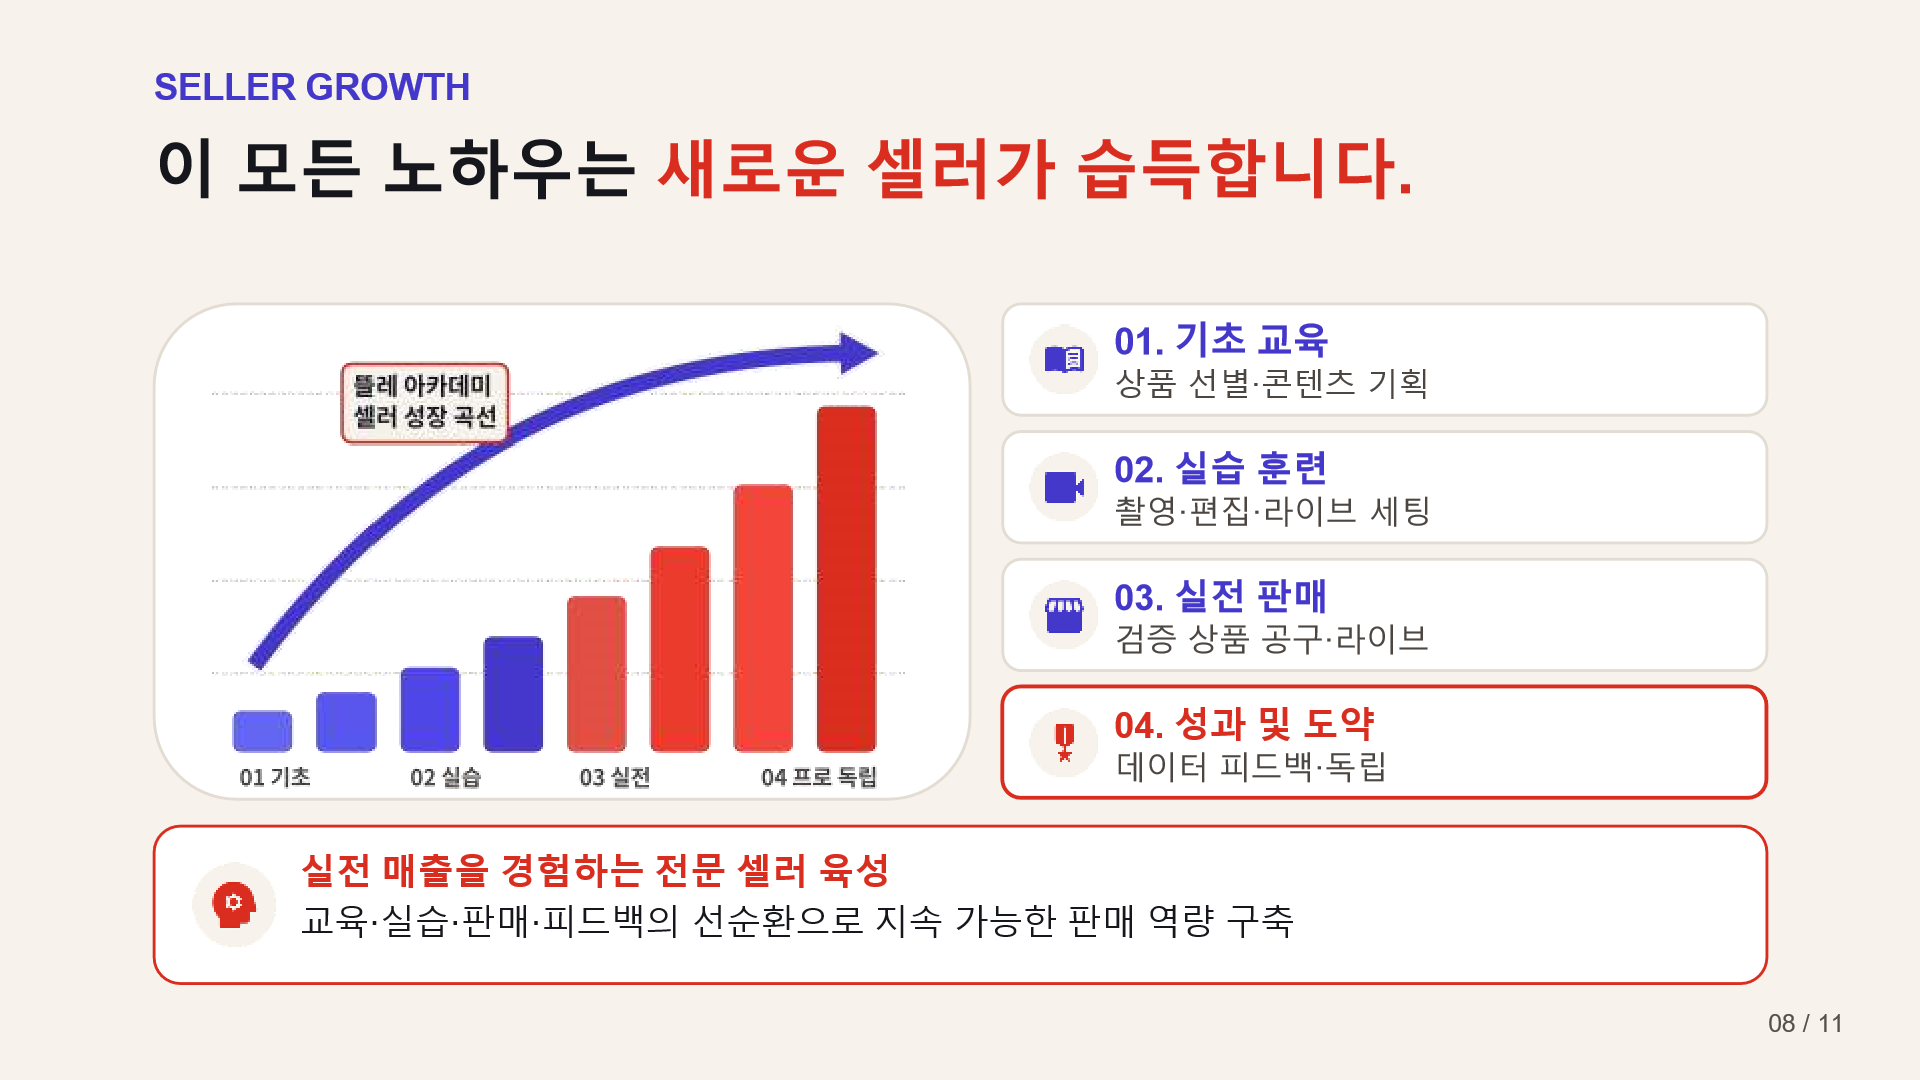 SELLER GROWTH
이 모든 노하우는 새로운 셀러가 습득합니다.
뜰레 아카데미
셀러 성장 곡선
01 기초
02 실습
03 실전
04 프로 독립
01. 기초 교육
상품 선별·콘텐츠 기획
02. 실습 훈련
촬영·편집·라이브 세팅
03. 실전 판매
검증 상품 공구·라이브
04. 성과 및 도약
데이터 피드백·독립
실전 매출을 경험하는 전문 셀러 육성
교육·실습·판매·피드백의 선순환으로 지속 가능한 판매 역량 구축
08 / 11